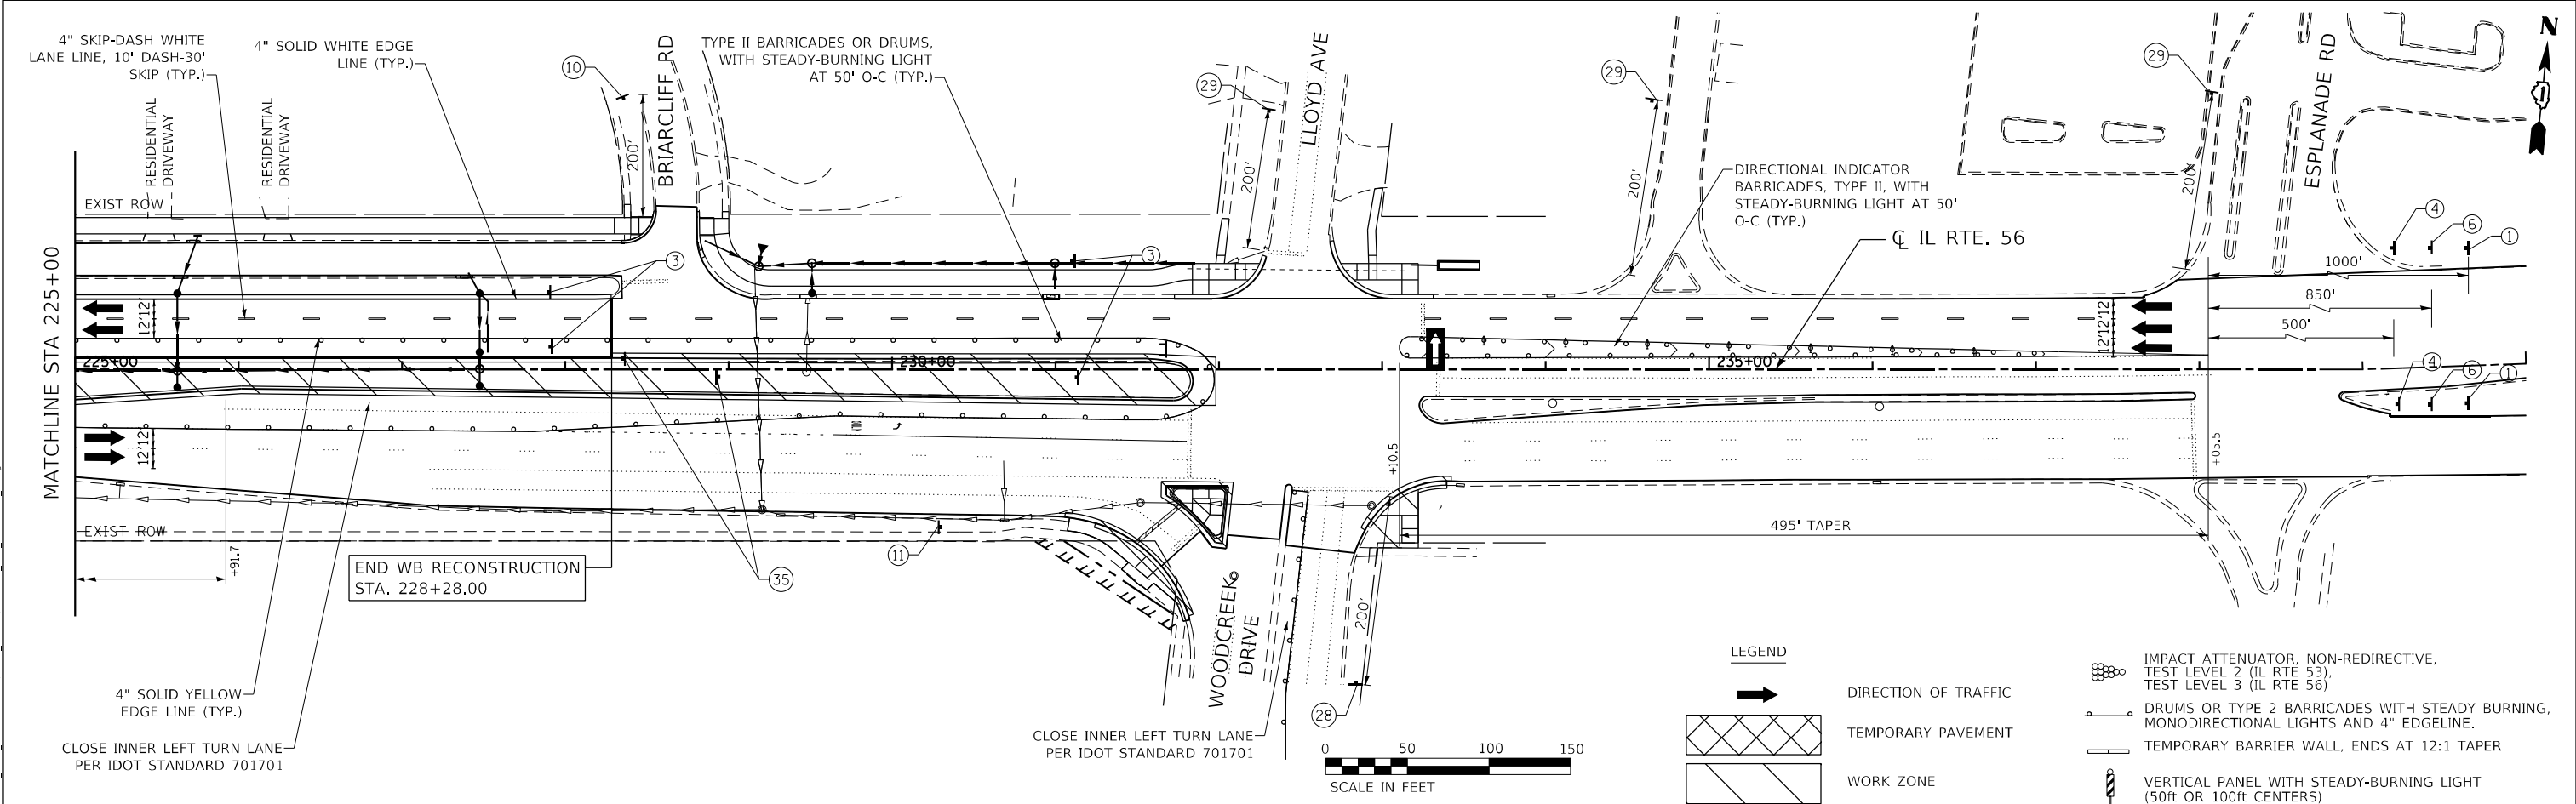 4" SKIP-DASH WHITE
LANE LINE, 10' DASH-30'
SKIP (TYP.)
4" SOLID WHITE EDGE
LINE (TYP.)
10
BRIARCLIFF RD
TYPE II BARRICADES OR DRUMS,
WITH STEADY-BURNING LIGHT
AT 50' O-C (TYP.)
29
LLOYD AVE
29
29
ESPLANADE RD
N
RESIDENTIAL
DRIVEWAY
RESIDENTIAL
DRIVEWAY
200'
200'
200'
200'
DIRECTIONAL INDICATOR
BARRICADES, TYPE II, WITH
STEADY-BURNING LIGHT AT 50'
O-C (TYP.)
℄ IL RTE. 56
EXIST ROW
3
3
4
6
1
1000'
850'
500'
MATCHLINE STA 225+00
12'12'
12'12'12'
225+00
230+00
235+00
4
6
1
12'12'
+10.5
+05.5
495' TAPER
EXIST ROW
+91.7
11
35
END WB RECONSTRUCTION
STA. 228+28.00
WOODCREEK
DRIVE
200'
28
4" SOLID YELLOW
EDGE LINE (TYP.)
CLOSE INNER LEFT TURN LANE
PER IDOT STANDARD 701701
CLOSE INNER LEFT TURN LANE
PER IDOT STANDARD 701701
0 50 100 150
SCALE IN FEET
LEGEND
DIRECTION OF TRAFFIC
TEMPORARY PAVEMENT
WORK ZONE
IMPACT ATTENUATOR, NON-REDIRECTIVE,
TEST LEVEL 2 (IL RTE 53),
TEST LEVEL 3 (IL RTE 56)
DRUMS OR TYPE 2 BARRICADES WITH STEADY BURNING,
MONODIRECTIONAL LIGHTS AND 4" EDGELINE.
TEMPORARY BARRIER WALL, ENDS AT 12:1 TAPER
VERTICAL PANEL WITH STEADY-BURNING LIGHT
(50ft OR 100ft CENTERS)